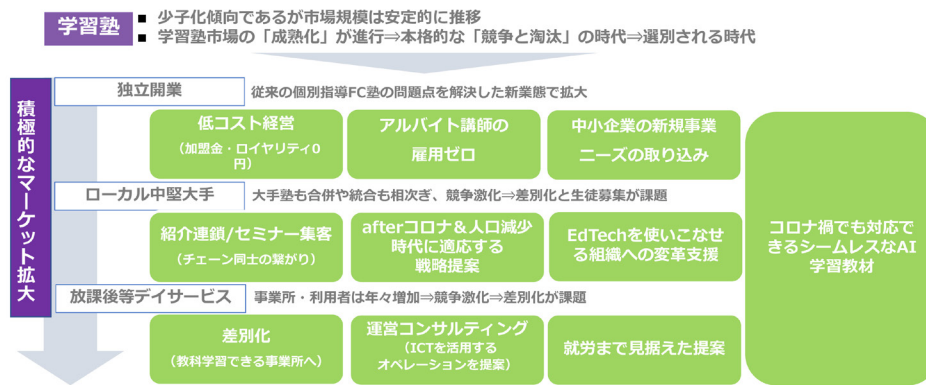 学習塾
■ 少子化傾向であるが市場規模は安定的に推移
■ 学習塾市場の「成熟化」が進行⇒本格的な「競争と淘汰」の時代⇒選別される時代
積極的なマーケット拡大
独立開業
従来の個別指導FC塾の問題点を解決した新業態で拡大
低コスト経営
（加盟金・ロイヤリティ0
円）
アルバイト講師の
雇用ゼロ
中小企業の新規事業
ニーズの取り込み
ローカル中堅大手
大手塾も合併や統合も相次ぎ、競争激化⇒差別化と生徒募集が課題
紹介連鎖/セミナー集客
（チェーン同士の繋がり）
afterコロナ＆人口減少
時代に適応する
戦略提案
EdTechを使いこなせ
る組織への変革支援
放課後等デイサービス
事業所・利用者は年々増加⇒競争激化⇒差別化が課題
差別化
（教科学習できる事業所へ）
運営コンサルティング
（ICTを活用する
オペレーションを提案）
就労まで見据えた提案
コロナ禍でも対応で
きるシームレスなAI
学習教材